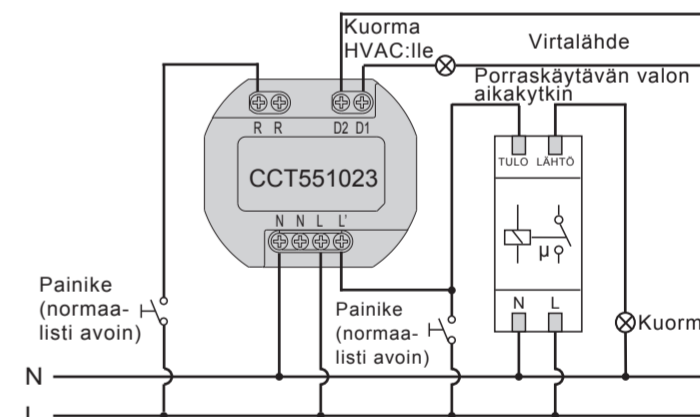 Kuorma
HVAC:lle
Virtalähde
Porraskäytävän valon
aikakytkin
R R D2 D1
TULO LÄHTÖ
CCT551023
N N L L'
µ
Painike
(normaa-
listi avoin)
Painike
(normaa-
listi avoin)
N L
Kuorm
N
L